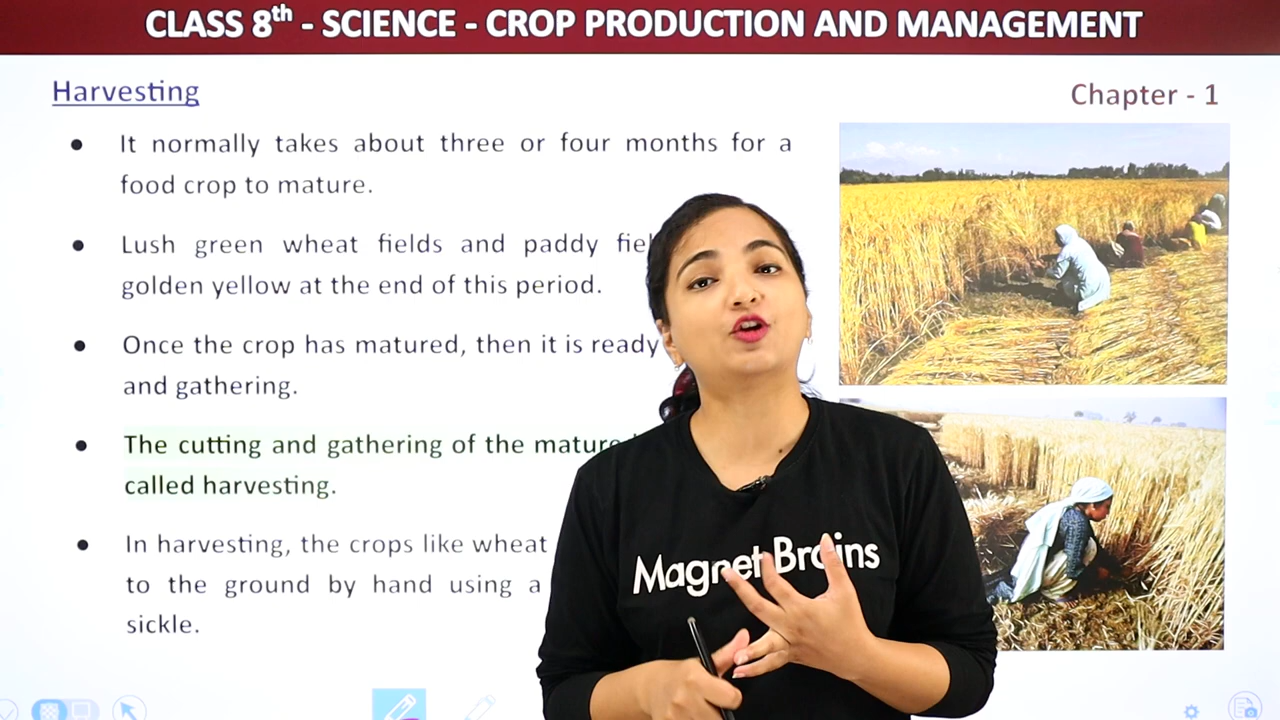 CLASS 8th - SCIENCE - CROP PRODUCTION AND MANAGEMENT
Harvesting
Chapter - 1
● It normally takes about three or four months for a
food crop to mature.
● Lush green wheat fields and paddy
golden yellow at the end of this period.
● Once the crop has matured, then it is ready
and gathering.
● The cutting and gathering of the
called harvesting.
● In harvesting, the crops like wheat
to the ground by hand using a
sickle.
Magnet Brains